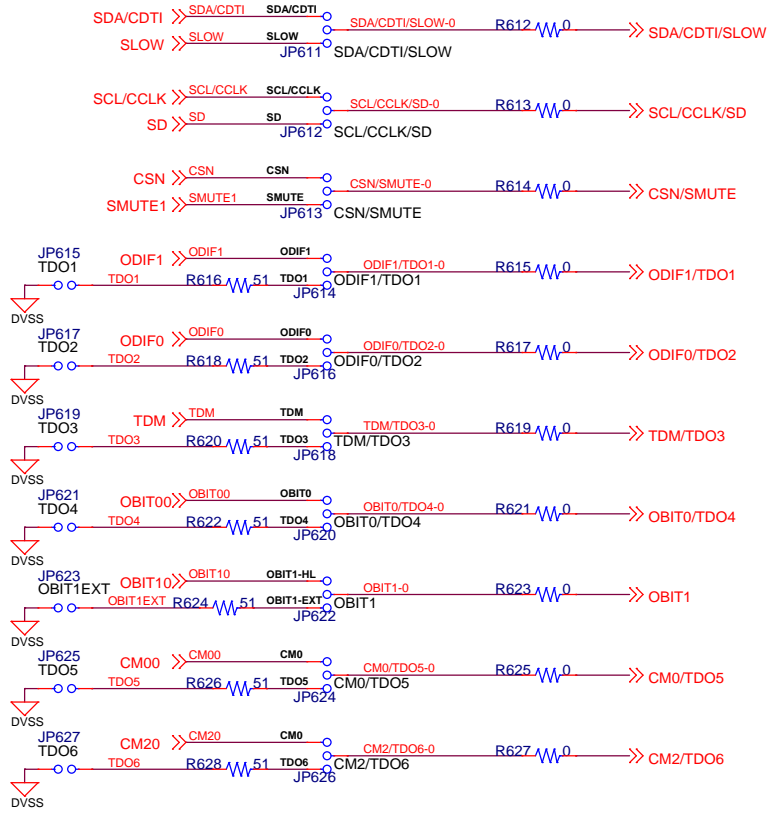 SDA/CDTI SDA/CDTI SDA/CDTI
SDA/CDTI/SLOW-0 R612 0 SDA/CDTI/SLOW
SLOW SLOW SLOW
JP611 SDA/CDTI/SLOW
SCL/CCLK SCL/CCLK SCL/CCLK
SCL/CCLK/SD-0 R613 0 SCL/CCLK/SD
SD SD SD
JP612 SCL/CCLK/SD
CSN CSN CSN
CSN/SMUTE-0 R614 0 CSN/SMUTE
SMUTE1 SMUTE1 SMUTE
JP613 CSN/SMUTE
JP615 ODIF1 ODIF1 ODIF1
TDO1 ODIF1/TDO1-0 R615 0 ODIF1/TDO1
TDO1 R616 51 TDO1 ODIF1/TDO1
JP614
DVSS
JP617 ODIF0 ODIF0 ODIF0
TDO2 ODIF0/TDO2-0 R617 0 ODIF0/TDO2
TDO2 R618 51 TDO2 ODIF0/TDO2
JP616
DVSS
JP619 TDM TDM TDM
TDO3 TDM/TDO3-0 R619 0 TDM/TDO3
TDO3 R620 51 TDO3 TDM/TDO3
JP618
DVSS
JP621 OBIT00 OBIT00 OBIT0
TDO4 OBIT0/TDO4-0 R621 0 OBIT0/TDO4
TDO4 R622 51 TDO4 OBIT0/TDO4
JP620
DVSS
JP623 OBIT10 OBIT10 OBIT1-HL
OBIT1EXT OBIT1-0 R623 0 OBIT1
OBIT1EXT R624 51 OBIT1-EXT OBIT1
JP622
DVSS
JP625 CM00 CM00 CM0
TDO5 CM0/TDO5-0 R625 0 CM0/TDO5
TDO5 R626 51 TDO5 CM0/TDO5
JP624
DVSS
JP627 CM20 CM20 CM0
TDO6 CM2/TDO6-0 R627 0 CM2/TDO6
TDO6 R628 51 TDO6 CM2/TDO6
JP626
DVSS